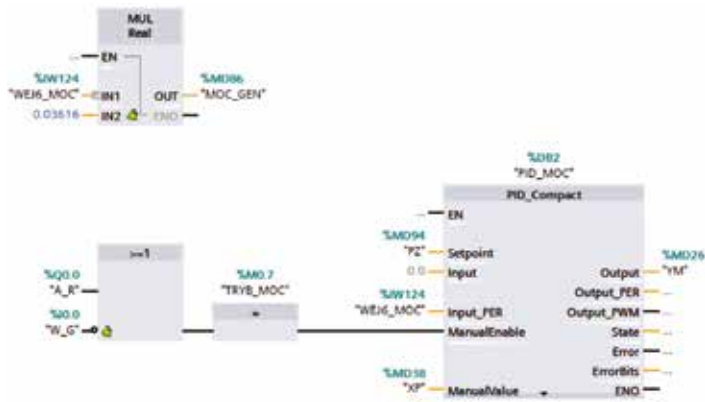 MUL
Real
... EN
%IW124
"WEJ6_MOC" IN1
0.03616 IN2
%MD86
OUT "MOC_GEN"
ENO
%DB2
"PID_MOC"
PID_Compact
... EN
%MD94
"PZ" Setpoint
0.0 Input
%IW124
"WEJ6_MOC" Input_PER
ManualEnable
%MD38
"XP" ManualValue
%MD26
Output "YM"
Output_PER ...
Output_PWM ...
State ...
Error ...
ErrorBits ...
ENO
>=1
%Q0.0
"A_R"
%I0.0
"W_G"
%M0.7
"TRYB_MOC"
=